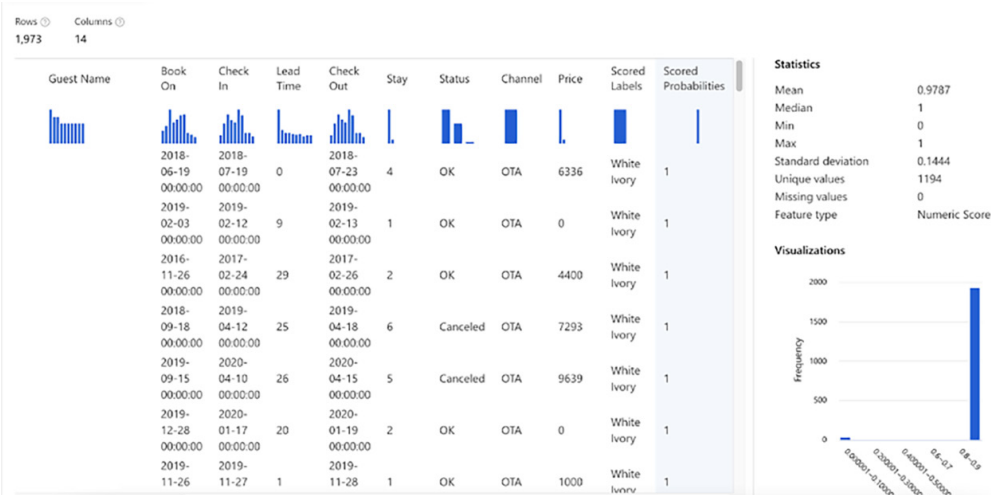 Rows Columns
1,973 14
Guest Name Book On Check In Lead Time Check Out Stay Status Channel Price Scored Labels Scored Probabilities
2018-06-19 00:00:00 2018-07-19 00:00:00 0 2018-07-23 00:00:00 4 OK OTA 6336 White Ivory 1
2019-02-03 00:00:00 2019-02-12 00:00:00 9 2019-02-13 00:00:00 1 OK OTA 0 White Ivory 1
2016-11-26 00:00:00 2017-02-24 00:00:00 29 2017-02-26 00:00:00 2 OK OTA 4400 White Ivory 1
2018-09-18 00:00:00 2019-04-12 00:00:00 25 2019-04-18 00:00:00 6 Canceled OTA 7293 White Ivory 1
2019-09-15 00:00:00 2020-04-10 00:00:00 26 2020-04-15 00:00:00 5 Canceled OTA 9639 White Ivory 1
2019-12-28 00:00:00 2020-01-17 00:00:00 20 2020-01-19 00:00:00 2 OK OTA 0 White Ivory 1
2019-11-26 2019-11-27 1 2019-11-28 1 OK OTA 1000 White Ivory 1
Statistics
Mean 0.9787
Median 1
Min 0
Max 1
Standard deviation 0.1444
Unique values 1194
Missing values 0
Feature type Numeric Score
Visualizations
2000
1500
1000
500
0
Frequency
0.6~0.7
0.8~0.9